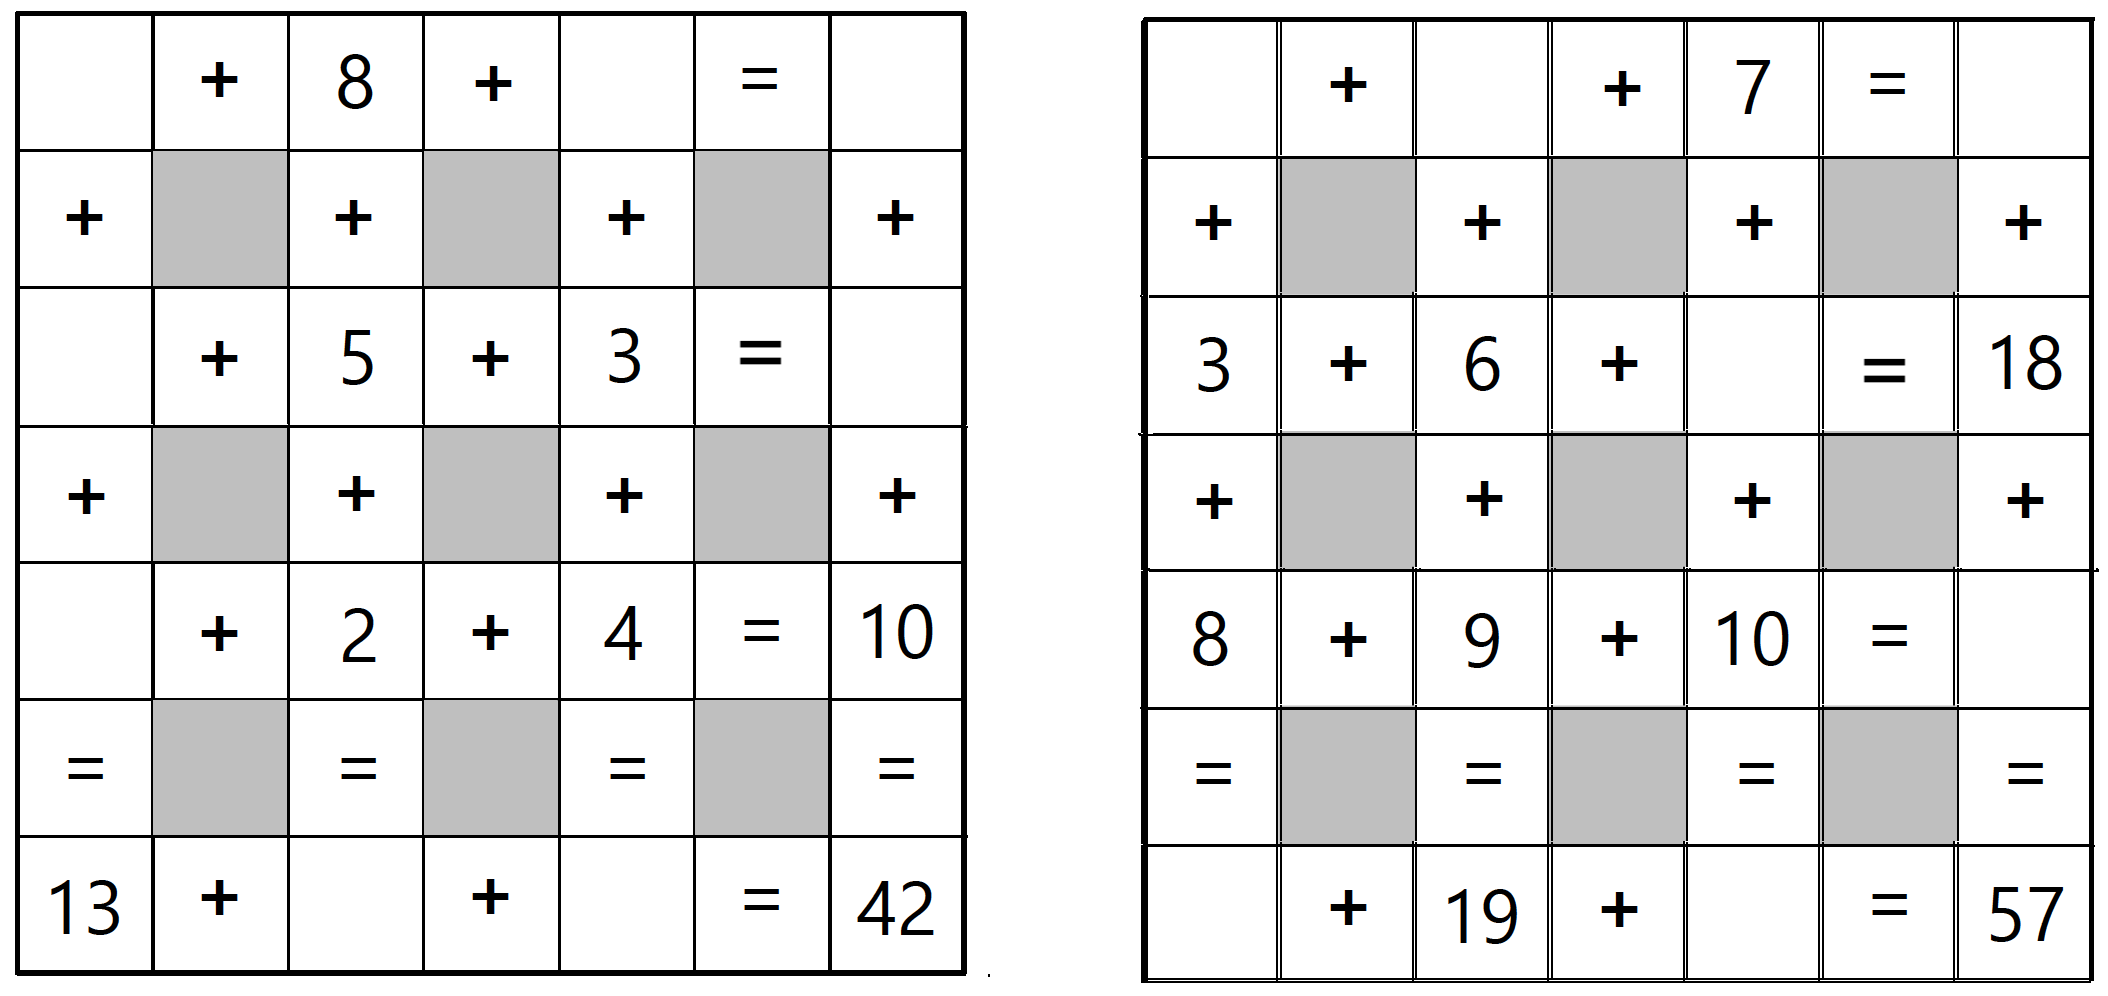 + 8 + =
+ + + +
+ 5 + 3 =
+ + + +
+ 2 + 4 = 10
= = = =
13 + + = 42
+ + 7 =
+ + + +
3 + 6 + = 18
+ + + +
8 + 9 + 10 =
= = = =
+ 19 + = 57